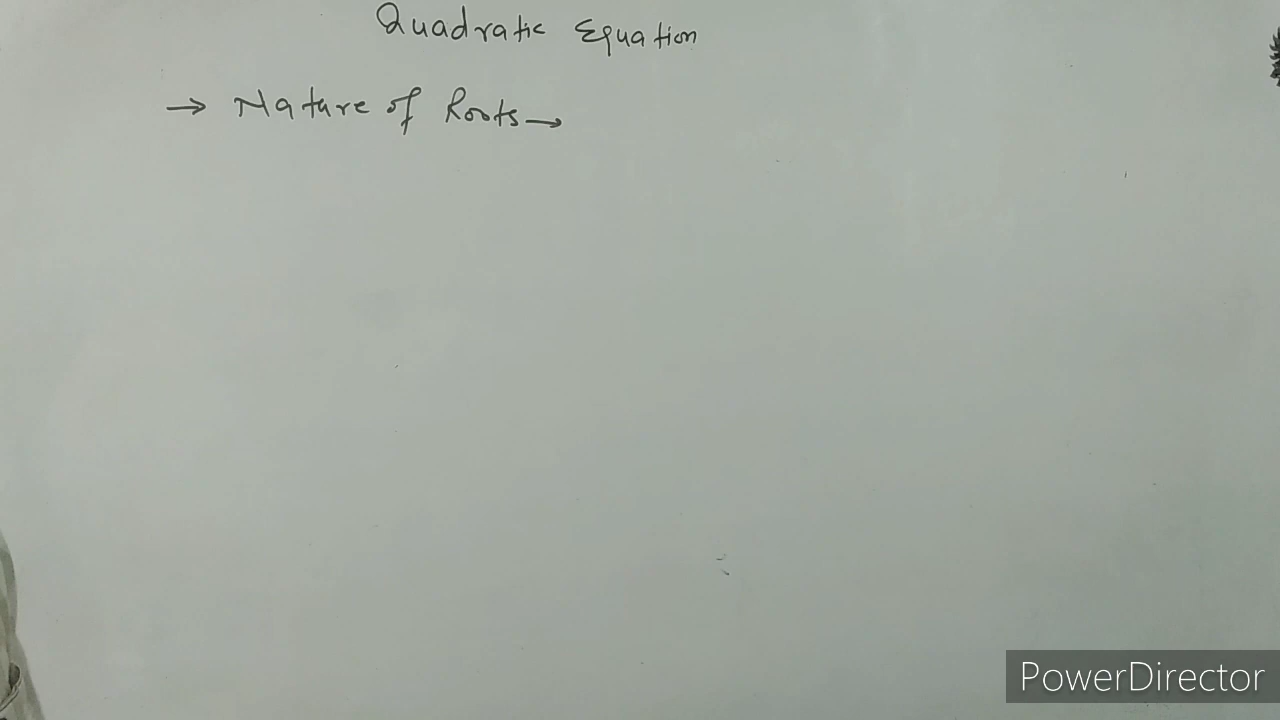 Quadratic Equation
→ Nature of Roots →
PowerDirector